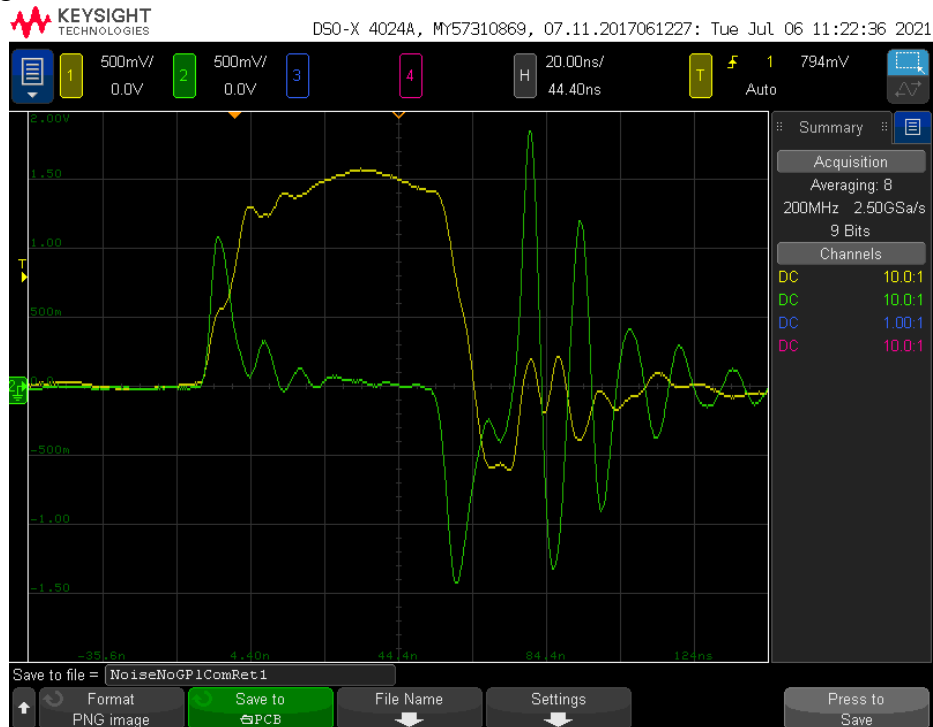 KEYSIGHT
TECHNOLOGIES
DSO-X 4024A, MY57310869, 07.11.2017061227: Tue Jul 06 11:22:36 2021
1 500mV/ 2 500mV/ 3 4 H 20.00ns/ T 1 794mV
0.0V 0.0V 44.40ns Auto
2.00V
1.50
1.00
T
500m
2
-500m
-1.00
-1.50
-35.6n 4.40n 44.4n 84.4n 124ns
Summary
Acquisition
Averaging: 8
200MHz 2.50GSa/s
9 Bits
Channels
DC 10.0:1
DC 10.0:1
DC 1.00:1
DC 10.0:1
Save to file = NoiseNoGPlComRet1
Format Save to File Name Settings Press to
PNG image PCB Save